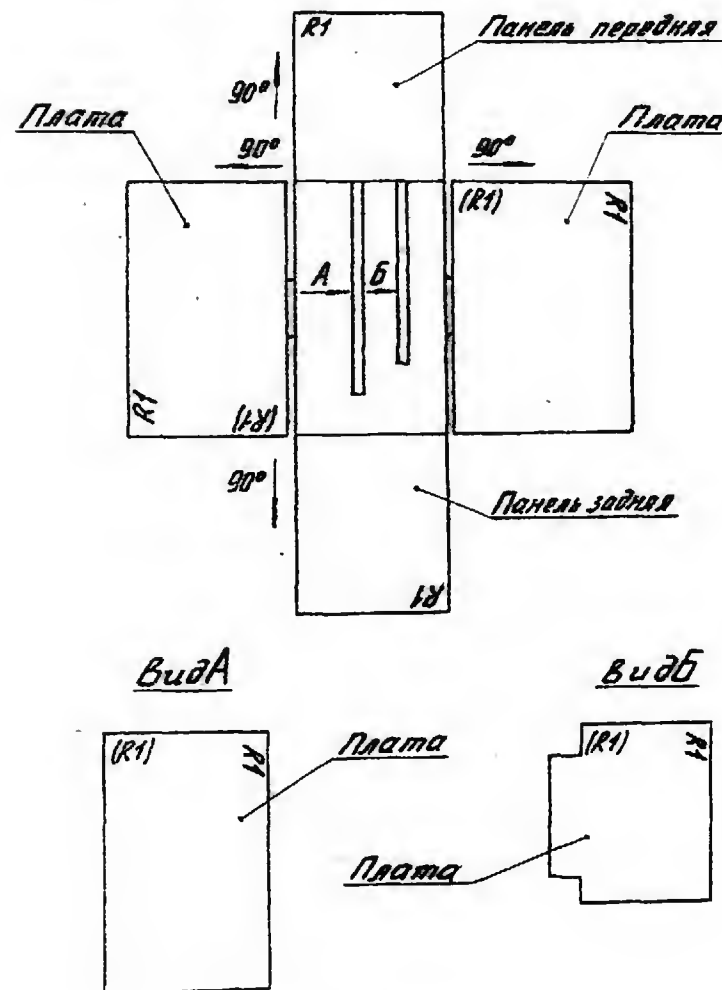 R1
Панель передняя
90°
Плата
90°
90°
Плата
(R1)
R1
А
Б
R1
(R1)
90°
Панель задняя
R1
Вид А
Вид Б
(R1)
R1
Плата
(R1)
R1
Плата